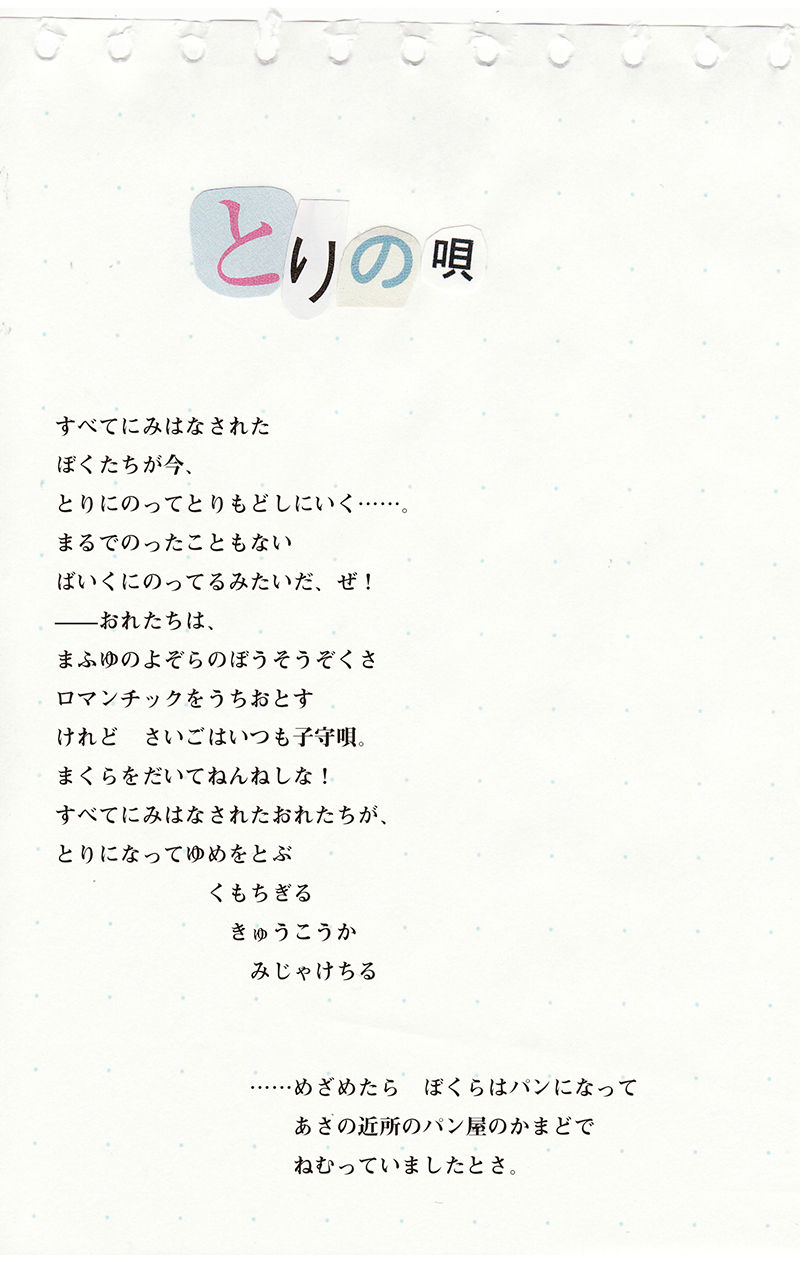 とりの唄
すべてにみはなされた
ぼくたちが今、
とりにのってとりもどしにいく……。
まるでのったこともない
ばいくにのってるみたいだ、ぜ！
――おれたちは、
まふゆのよぞらのぼうそうぞくさ
ロマンチックをうちおとす
けれど　さいごはいつも子守唄。
まくらをだいてねんねしな！
すべてにみはなされたおれたちが、
とりになってゆめをとぶ
くもちぎる
きゅうこうか
みじゃけちる
……めざめたら　ぼくらはパンになって
あさの近所のパン屋のかまどで
ねむっていましたとさ。